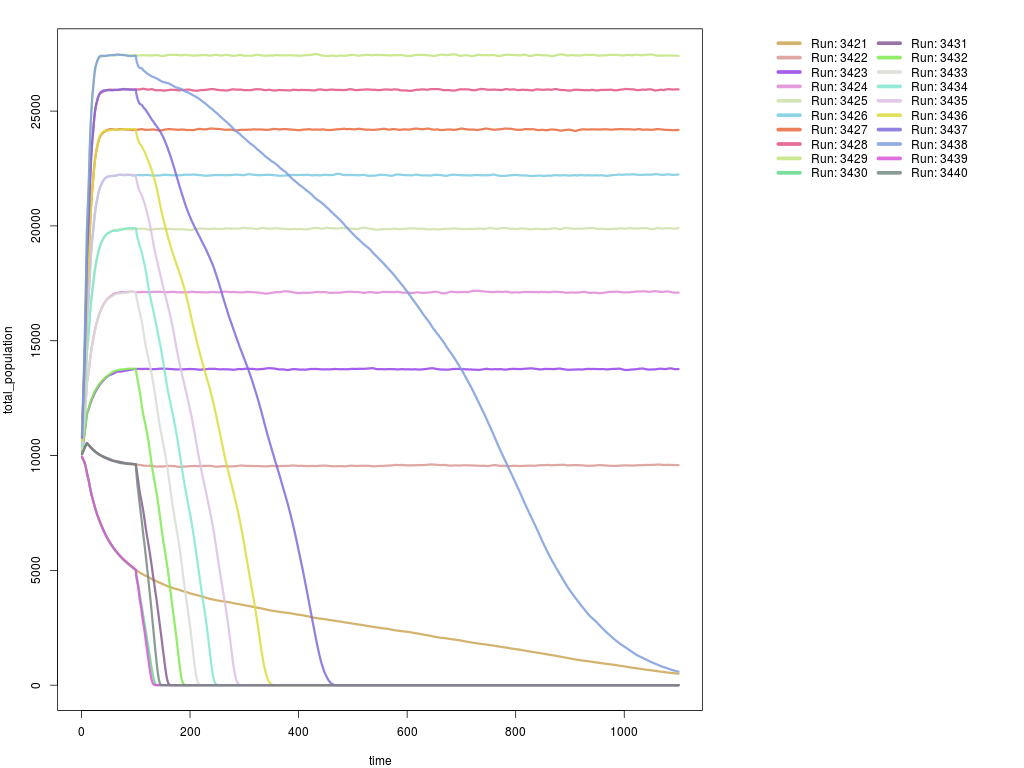 25000
20000
15000
10000
5000
0
total_population
0 200 400 600 800 1000
time
Run: 3421 Run: 3431
Run: 3422 Run: 3432
Run: 3423 Run: 3433
Run: 3424 Run: 3434
Run: 3425 Run: 3435
Run: 3426 Run: 3436
Run: 3427 Run: 3437
Run: 3428 Run: 3438
Run: 3429 Run: 3439
Run: 3430 Run: 3440